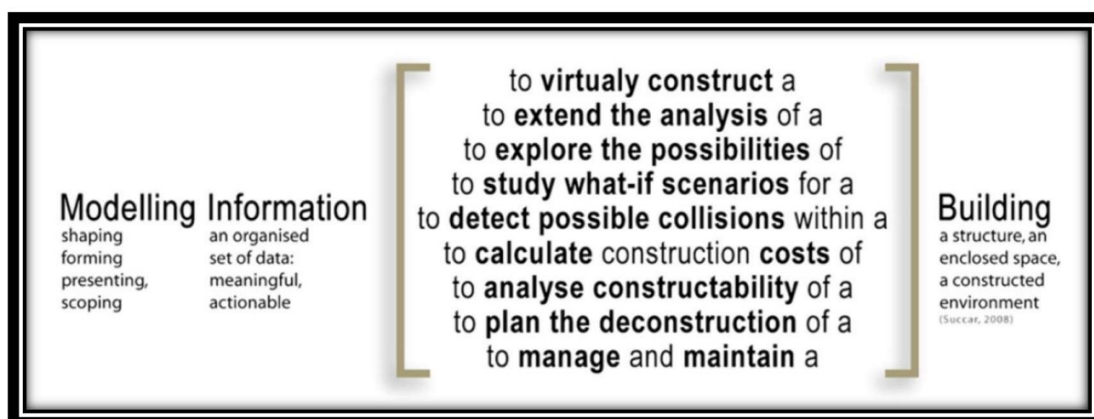 Modelling
shaping
forming
presenting,
scoping
Information
an organised
set of data:
meaningful,
actionable
to virtualy construct a
to extend the analysis of a
to explore the possibilities of
to study what-if scenarios for a
to detect possible collisions within a
to calculate construction costs of
to analyse constructability of a
to plan the deconstruction of a
to manage and maintain a
Building
a structure, an
enclosed space,
a constructed
environment
(Succar, 2008)